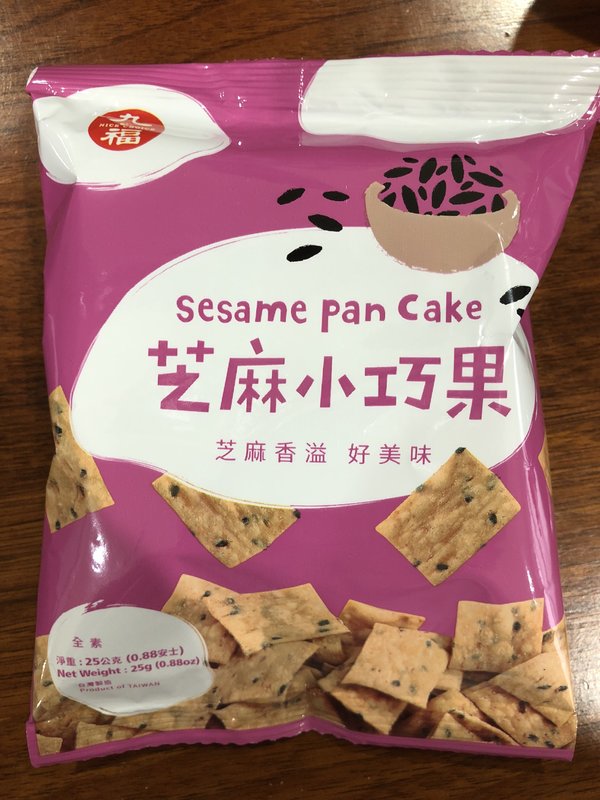 九
NICE CHOICE
福
Sesame Pan Cake
芝麻小巧果
芝麻香溢 好美味
全素
淨重：25公克 (0.88安士)
Net Weight : 25g (0.88oz)
台灣製造
Product of TAIWAN